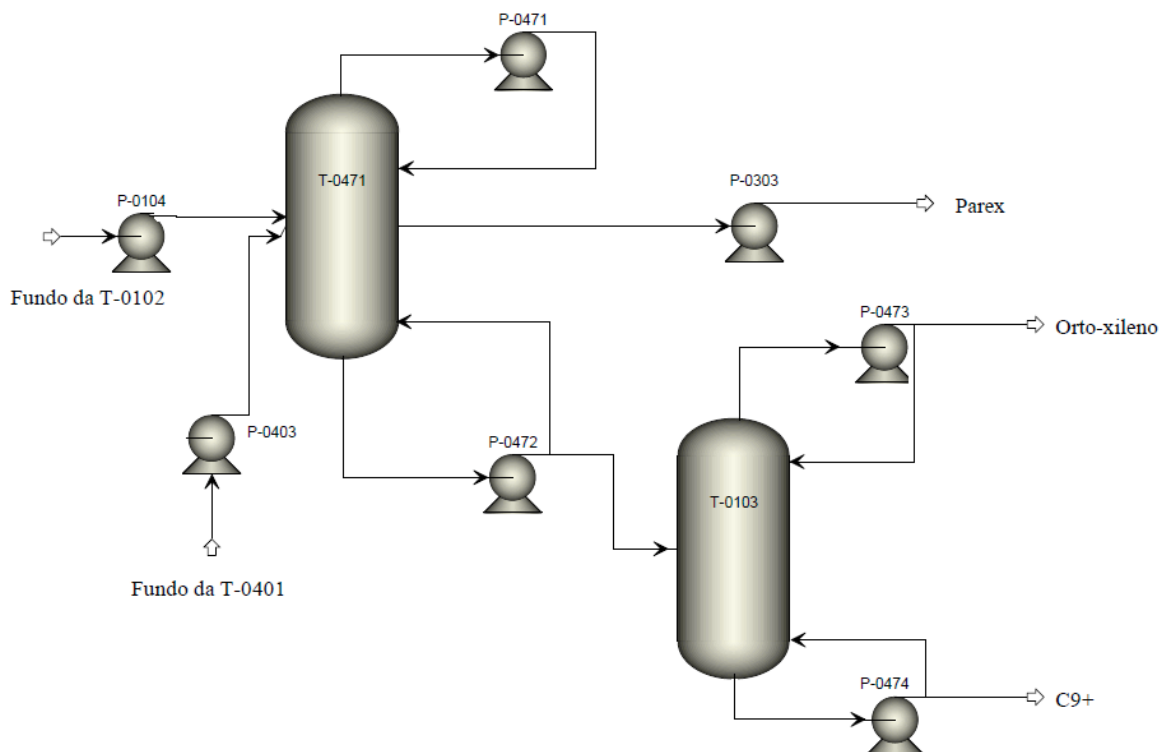 P-0471
T-0471
P-0303
P-0104
Parex
Fundo da T-0102
P-0473
Orto-xileno
P-0403
P-0472
T-0103
Fundo da T-0401
P-0474
C9+